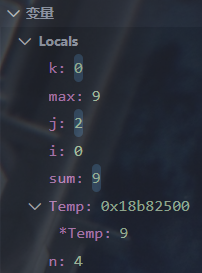 变量
Locals
k: 0
max: 9
j: 2
i: 0
sum: 9
Temp: 0x18b82500
*Temp: 9
n: 4